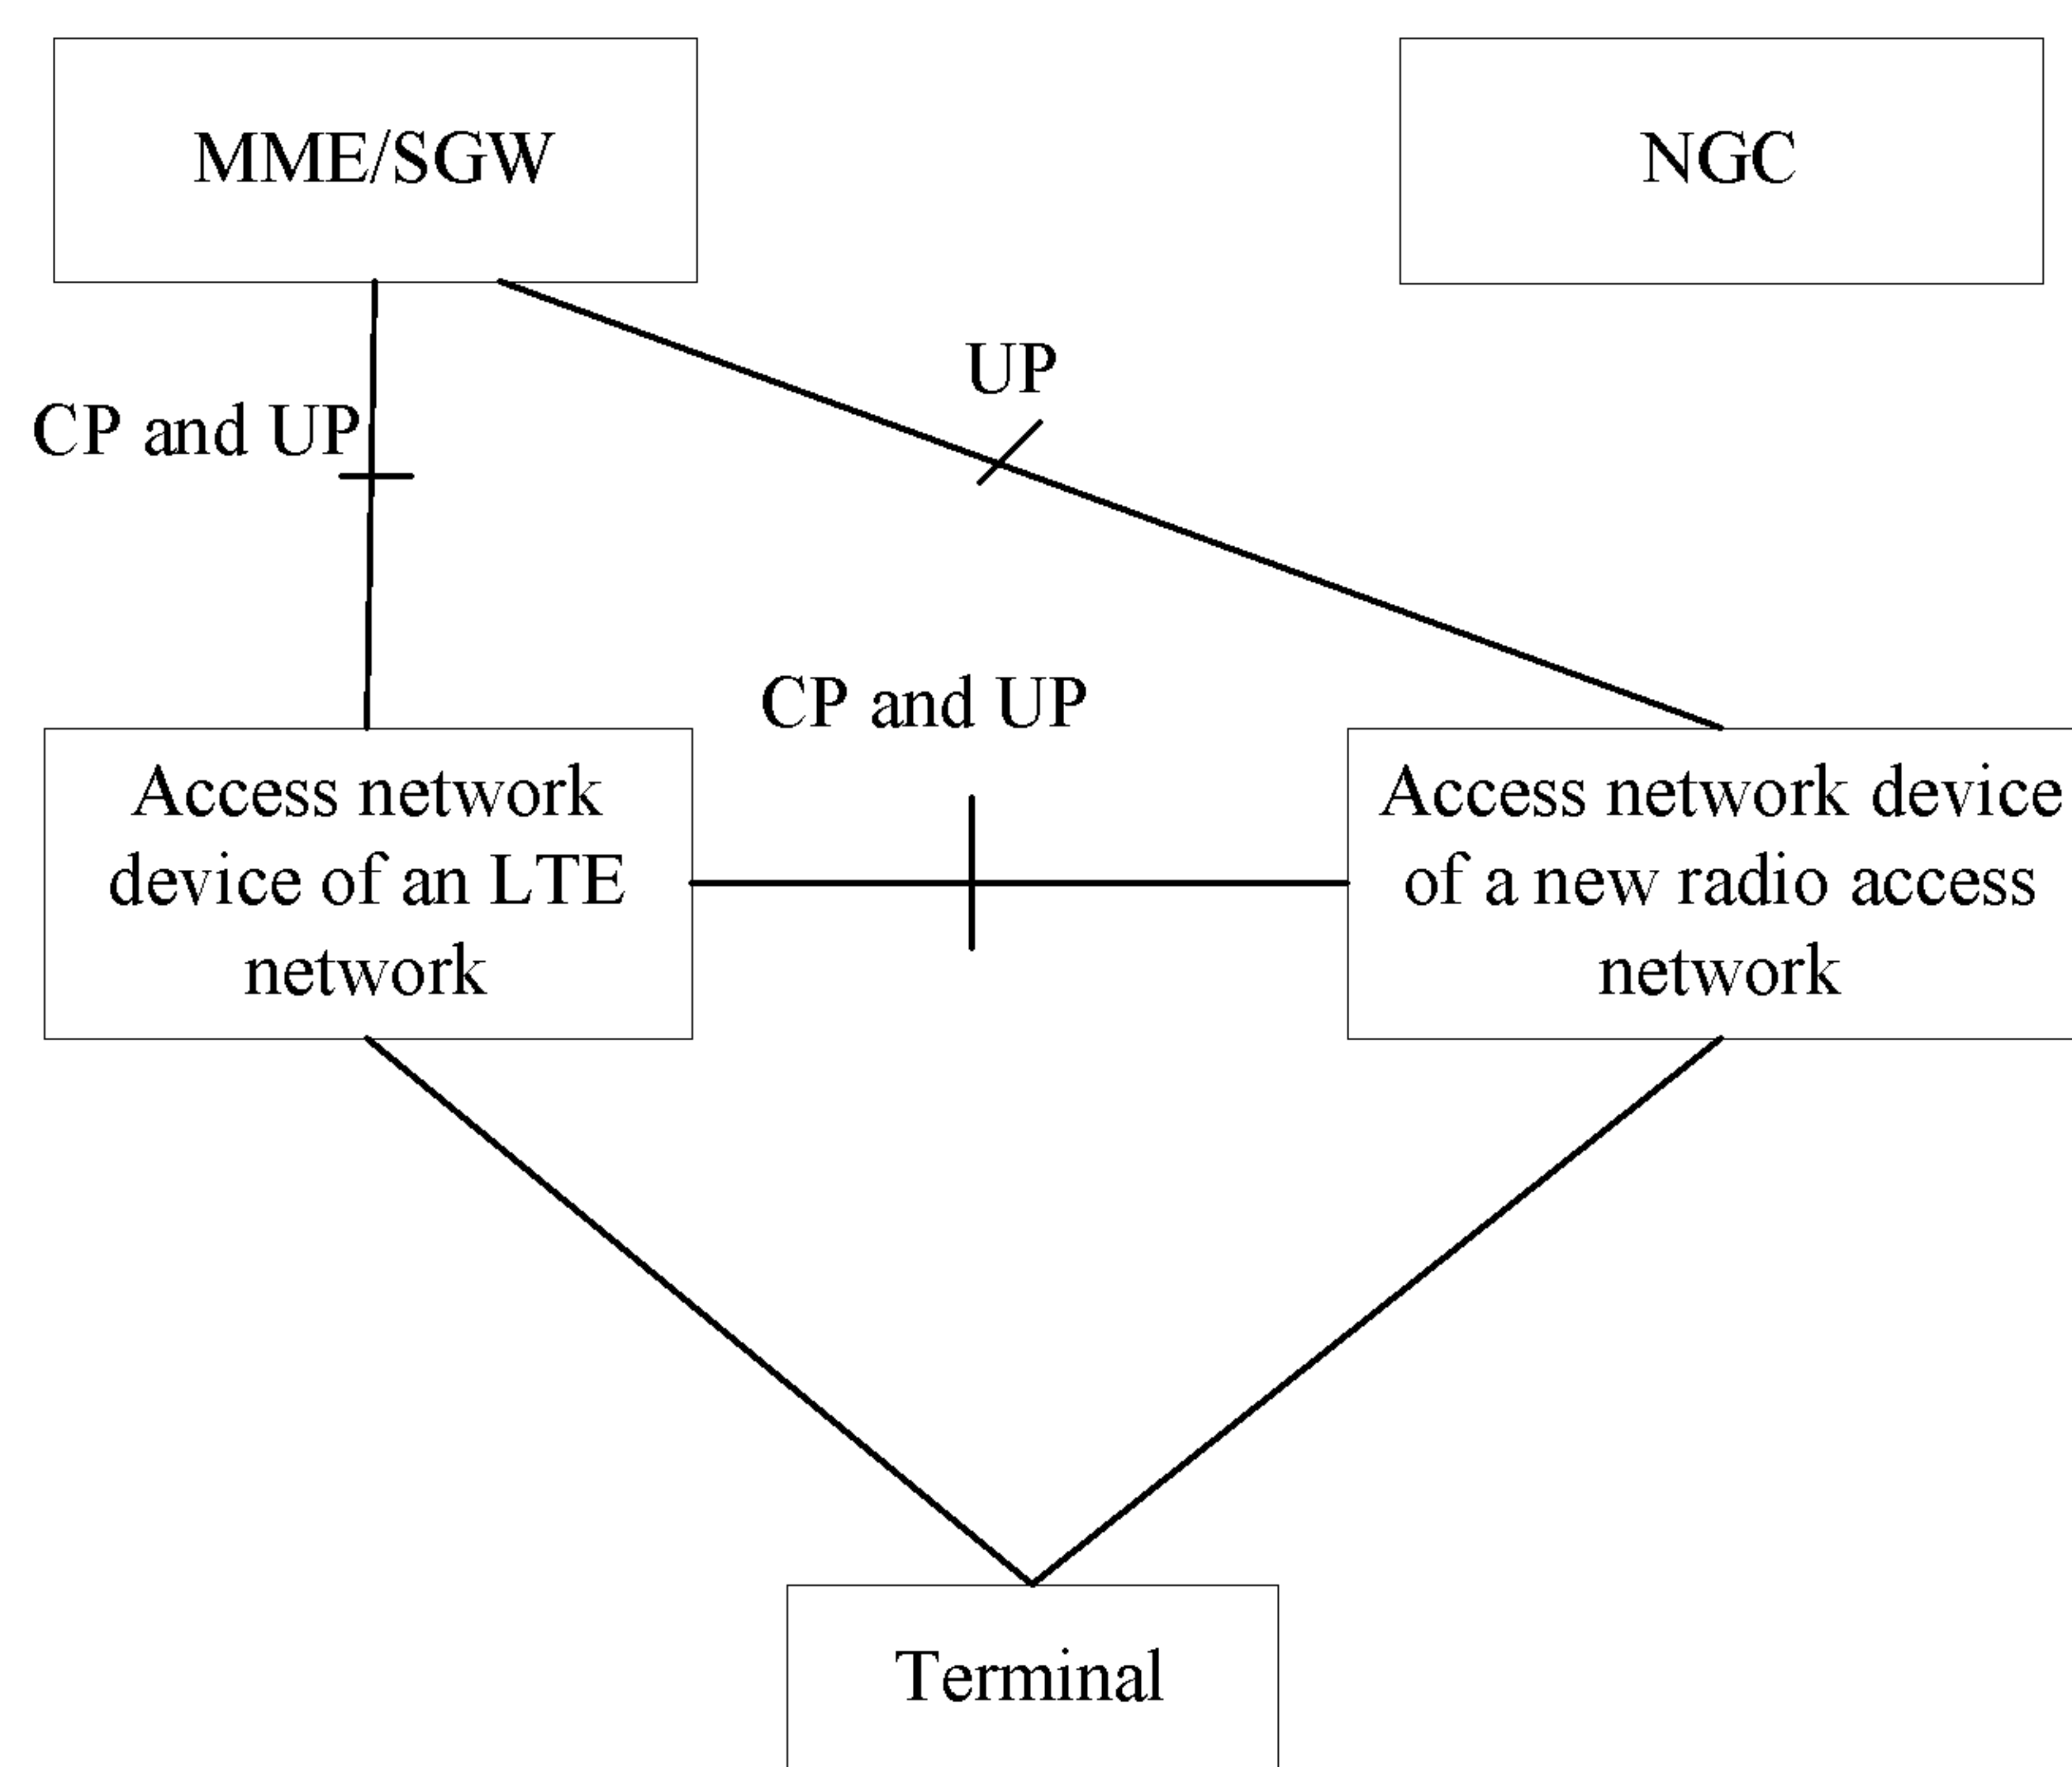 MME/SGW
NGC
UP
CP and UP
CP and UP
Access network
device of an LTE
network
Access network device
of a new radio access
network
Terminal